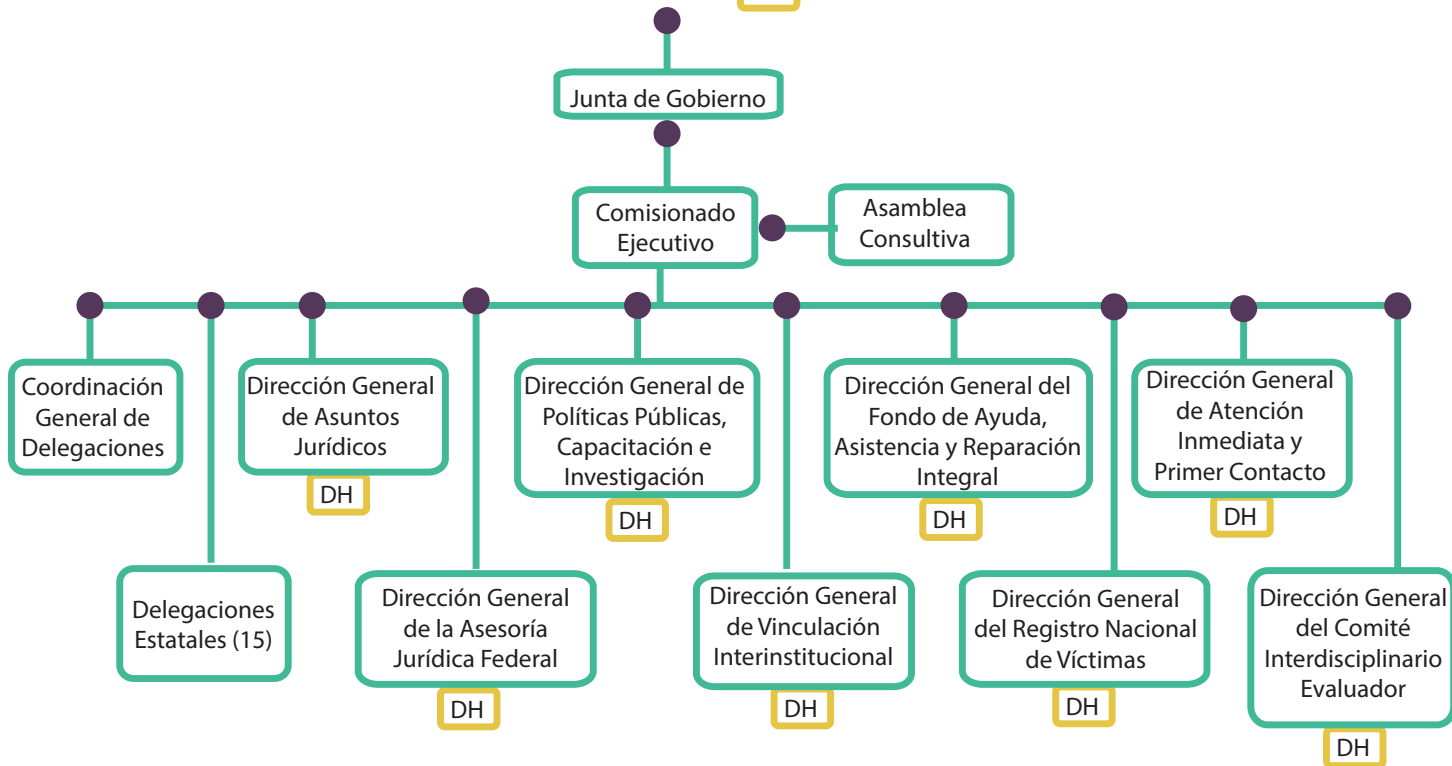 Junta de Gobierno
Comisionado
Ejecutivo
Asamblea
Consultiva
Coordinación
General de
Delegaciones
Dirección General
de Asuntos
Jurídicos
DH
Dirección General de
Políticas Públicas,
Capacitación e
Investigación
DH
Dirección General del
Fondo de Ayuda,
Asistencia y Reparación
Integral
DH
Dirección General
de Atención
Inmediata y
Primer Contacto
DH
Delegaciones
Estatales (15)
Dirección General
de la Asesoría
Jurídica Federal
DH
Dirección General
de Vinculación
Interinstitucional
DH
Dirección General
del Registro Nacional
de Víctimas
DH
Dirección General
del Comité
Interdisciplinario
Evaluador
DH